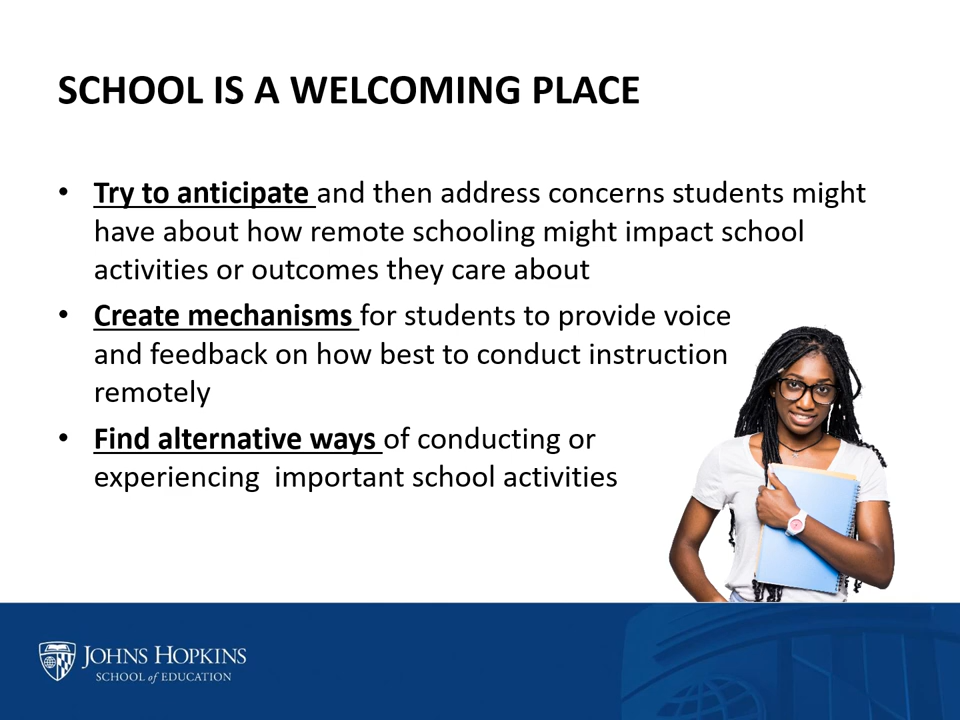 SCHOOL IS A WELCOMING PLACE
• Try to anticipate and then address concerns students might
have about how remote schooling might impact school
activities or outcomes they care about
• Create mechanisms for students to provide voice
and feedback on how best to conduct instruction
remotely
• Find alternative ways of conducting or
experiencing  important school activities
JOHNS HOPKINS
SCHOOL of EDUCATION